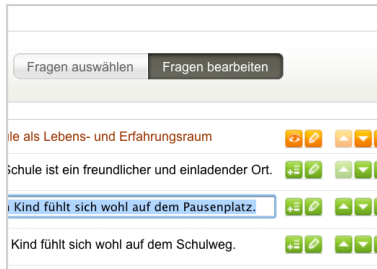 Fragen auswählen Fragen bearbeiten
als Lebens- und Erfahrungsraum
Schule ist ein freundlicher und einladender Ort.
Kind fühlt sich wohl auf dem Pausenplatz.
Kind fühlt sich wohl auf dem Schulweg.